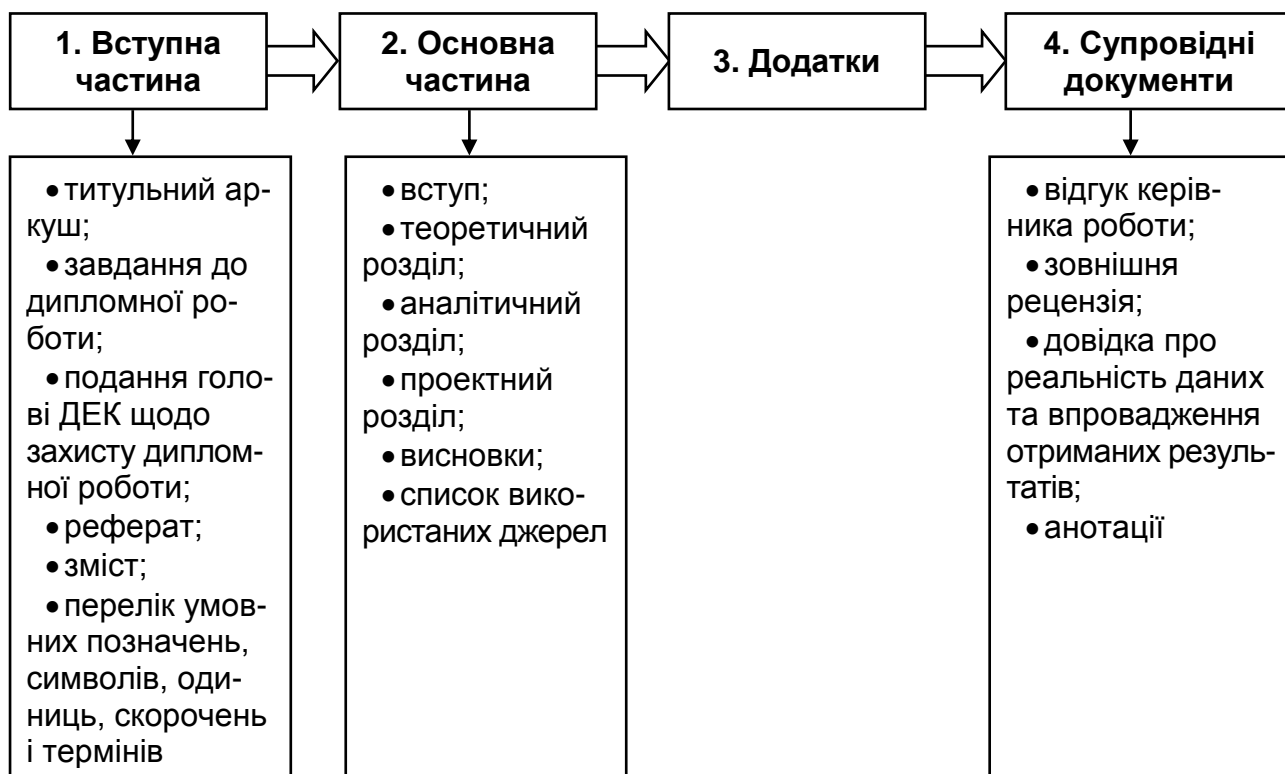 1. Вступна
частина
2. Основна
частина
3. Додатки
4. Супровідні
документи
• титульний ар-
куш;
• завдання до
дипломної ро-
боти;
• подання голо-
ві ДЕК щодо
захисту диплом-
ної роботи;
• реферат;
• зміст;
• перелік умов-
них позначень,
символів, оди-
ниць, скорочень
і термінів
• вступ;
• теоретичний
розділ;
• аналітичний
розділ;
• проектний
розділ;
• висновки;
• список вико-
ристаних джерел
• відгук керів-
ника роботи;
• зовнішня
рецензія;
• довідка про
реальність даних
та впровадження
отриманих резуль-
татів;
• анотації